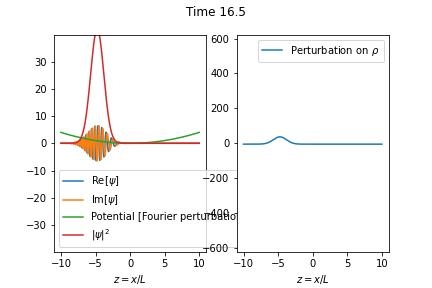 Time 16.5
40
30
20
10
0
−10
−20
−30
Re[ψ]
Im[ψ]
Potential [Fourier perturbatio
|ψ|²
−10 −5 0 5 10
z = x/L
600
400
200
0
−200
−400
−600
Perturbation on ρ
−10 −5 0 5 10
z = x/L